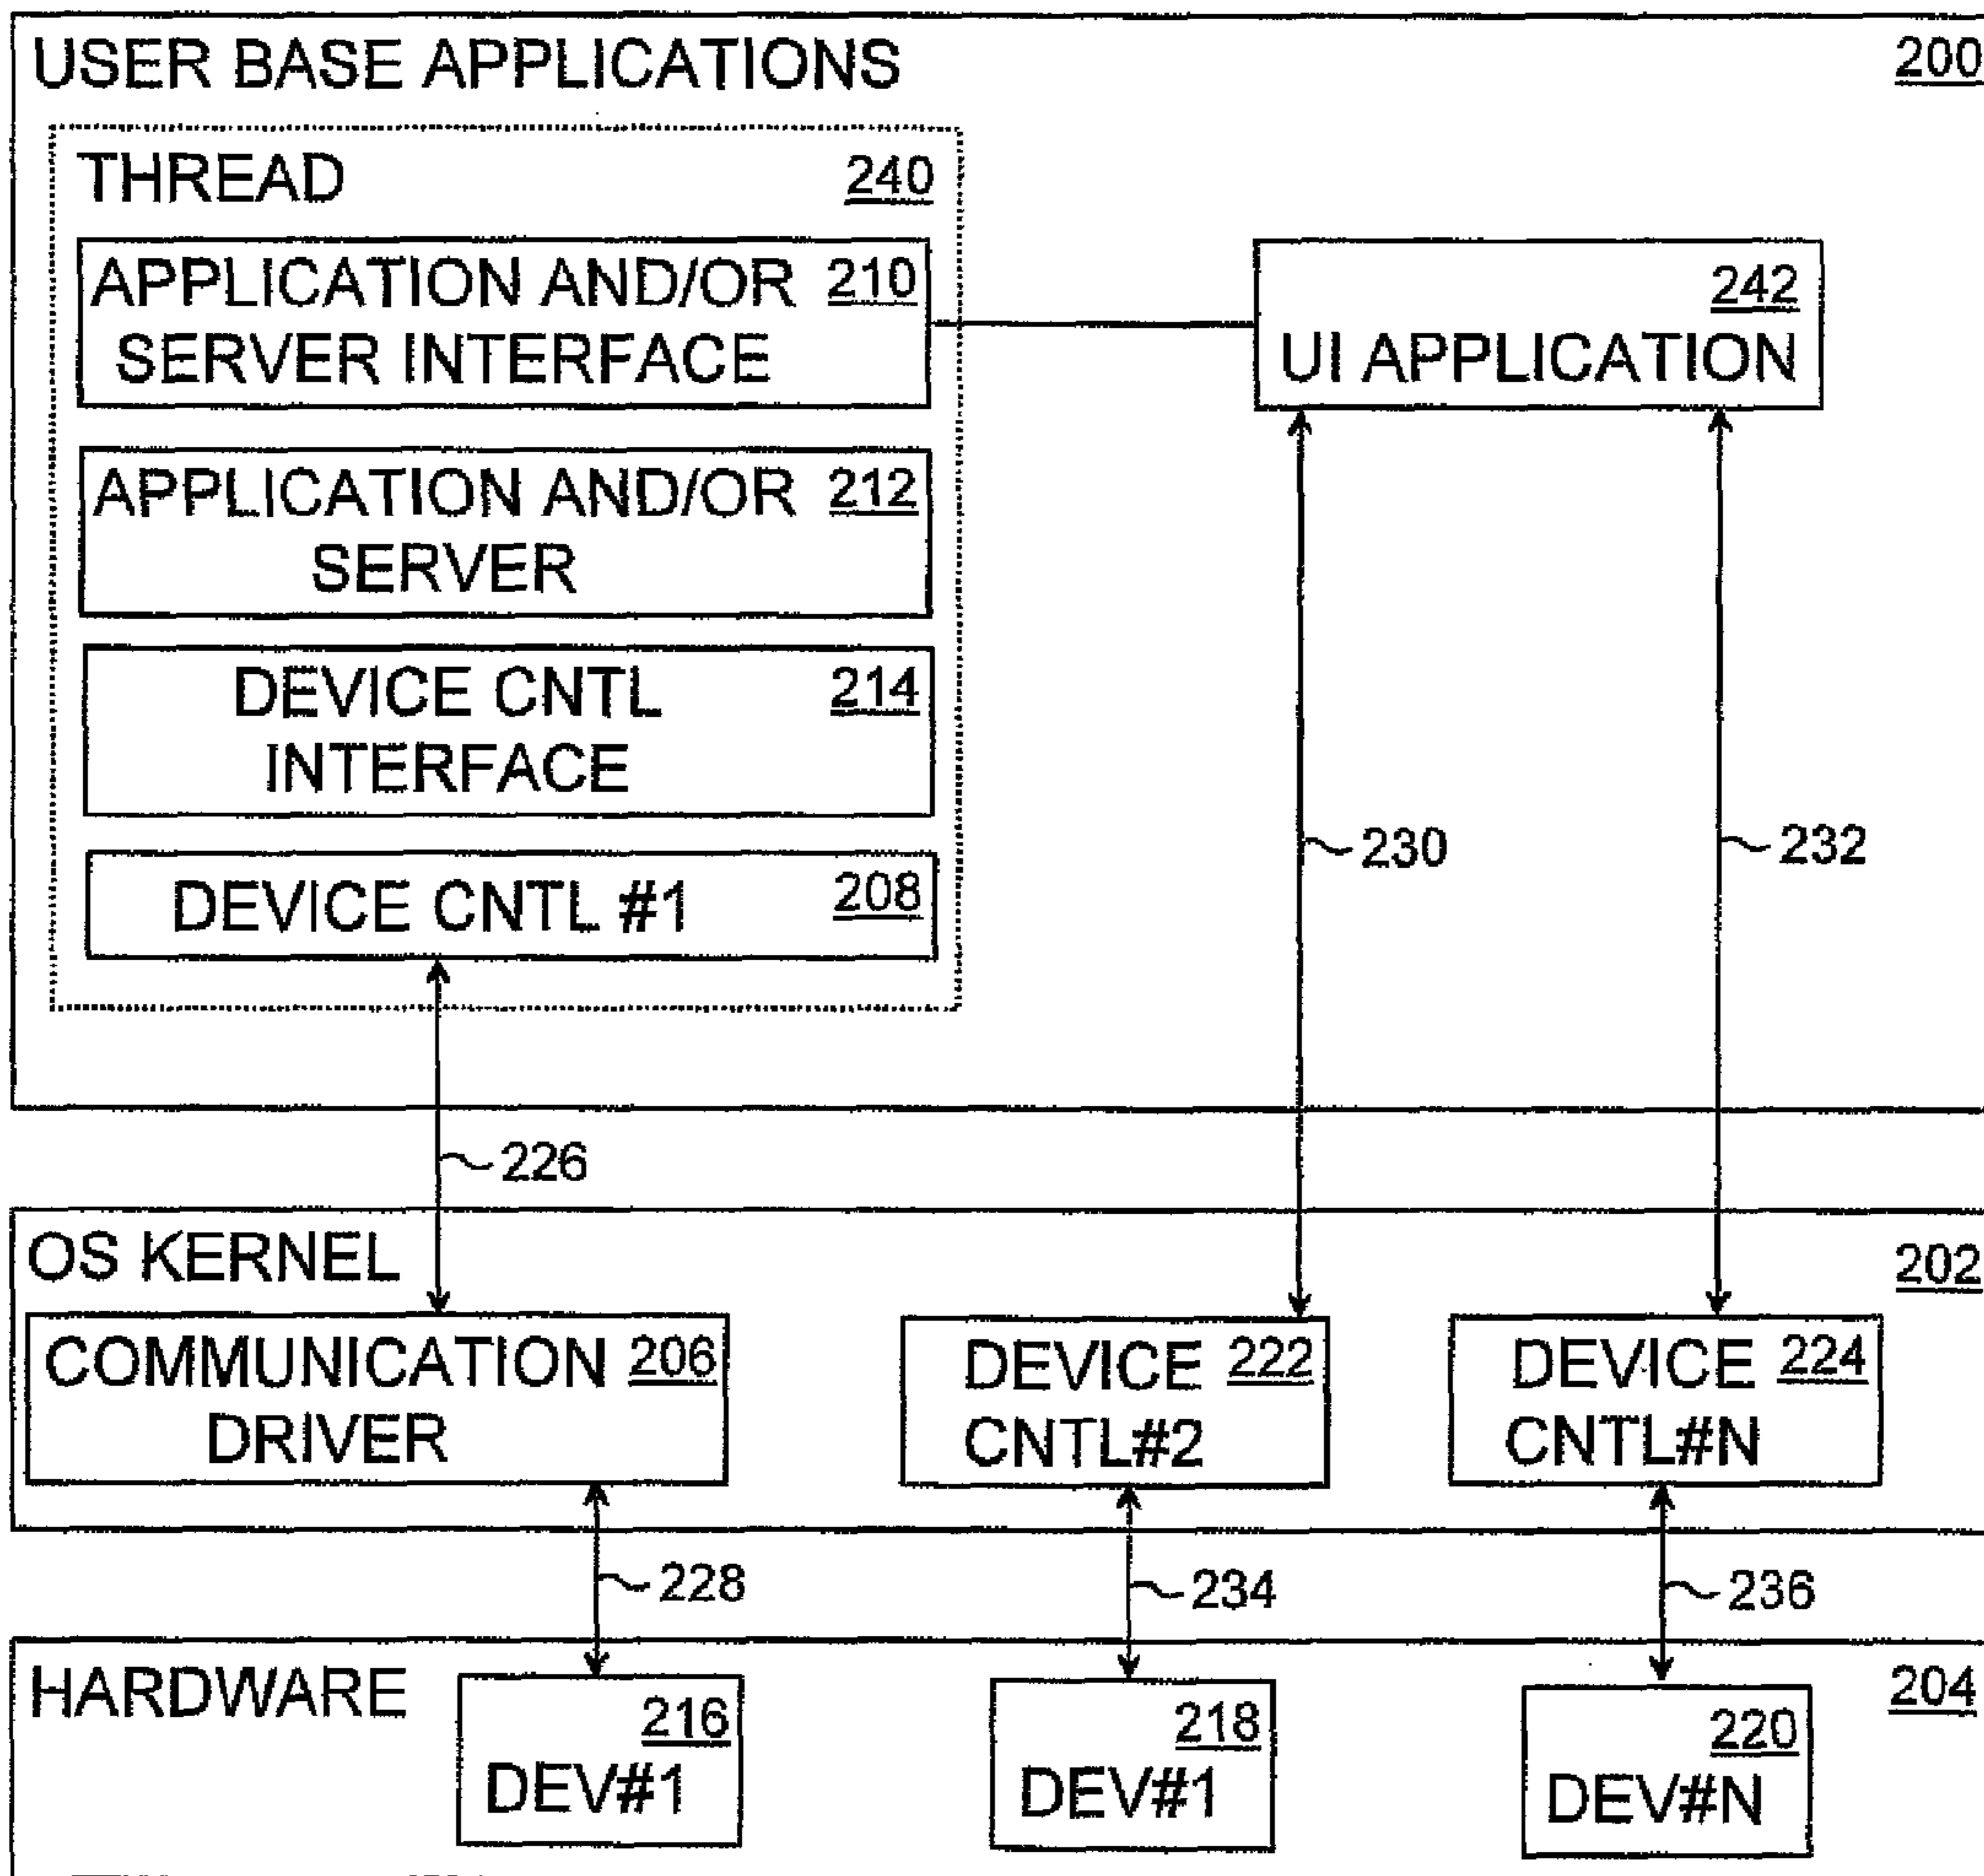 USER BASE APPLICATIONS 200
THREAD 240
APPLICATION AND/OR 210
SERVER INTERFACE
242
UI APPLICATION
APPLICATION AND/OR 212
SERVER
DEVICE CNTL 214
INTERFACE
DEVICE CNTL #1 208
230
232
226
OS KERNEL 202
COMMUNICATION 206
DRIVER
DEVICE 222
CNTL#2
DEVICE 224
CNTL#N
228
234
236
HARDWARE 204
216
DEV#1
218
DEV#1
220
DEV#N